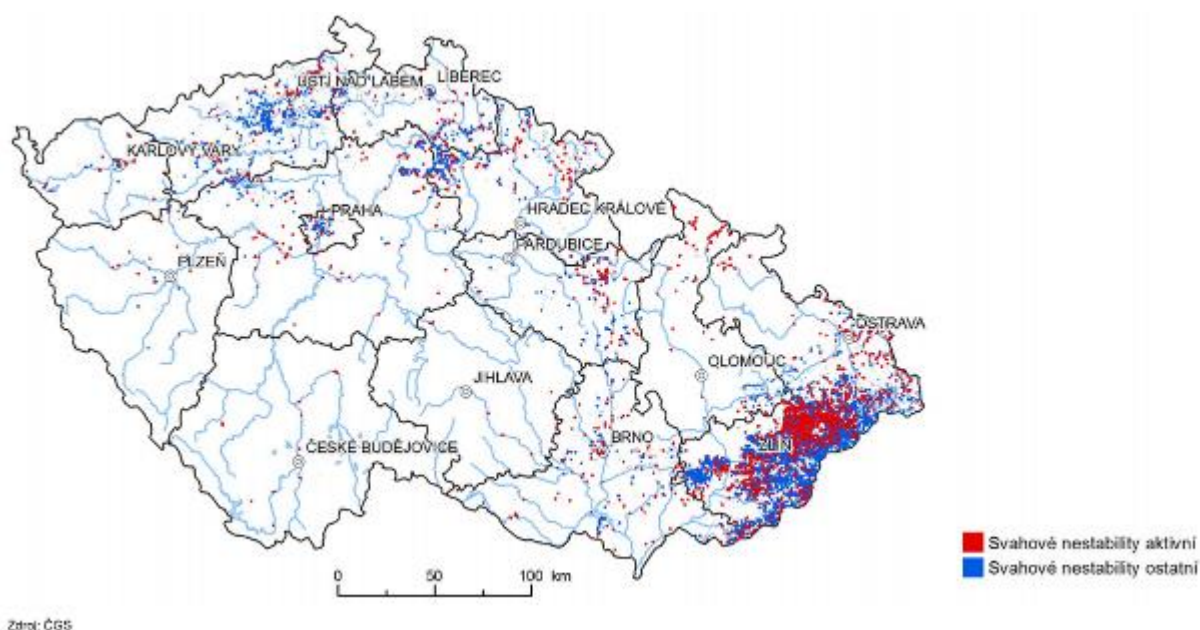 ÚSTÍ NAD LABEM
LIBEREC
KARLOVY VARY
PRAHA
HRADEC KRÁLOVÉ
PARDUBICE
PLZEŇ
OSTRAVA
OLOMOUC
JIHLAVA
BRNO
ZLÍN
ČESKÉ BUDĚJOVICE
Svahové nestability aktivní
Svahové nestability ostatní
0 50 100 km
Zdroj: ČGS